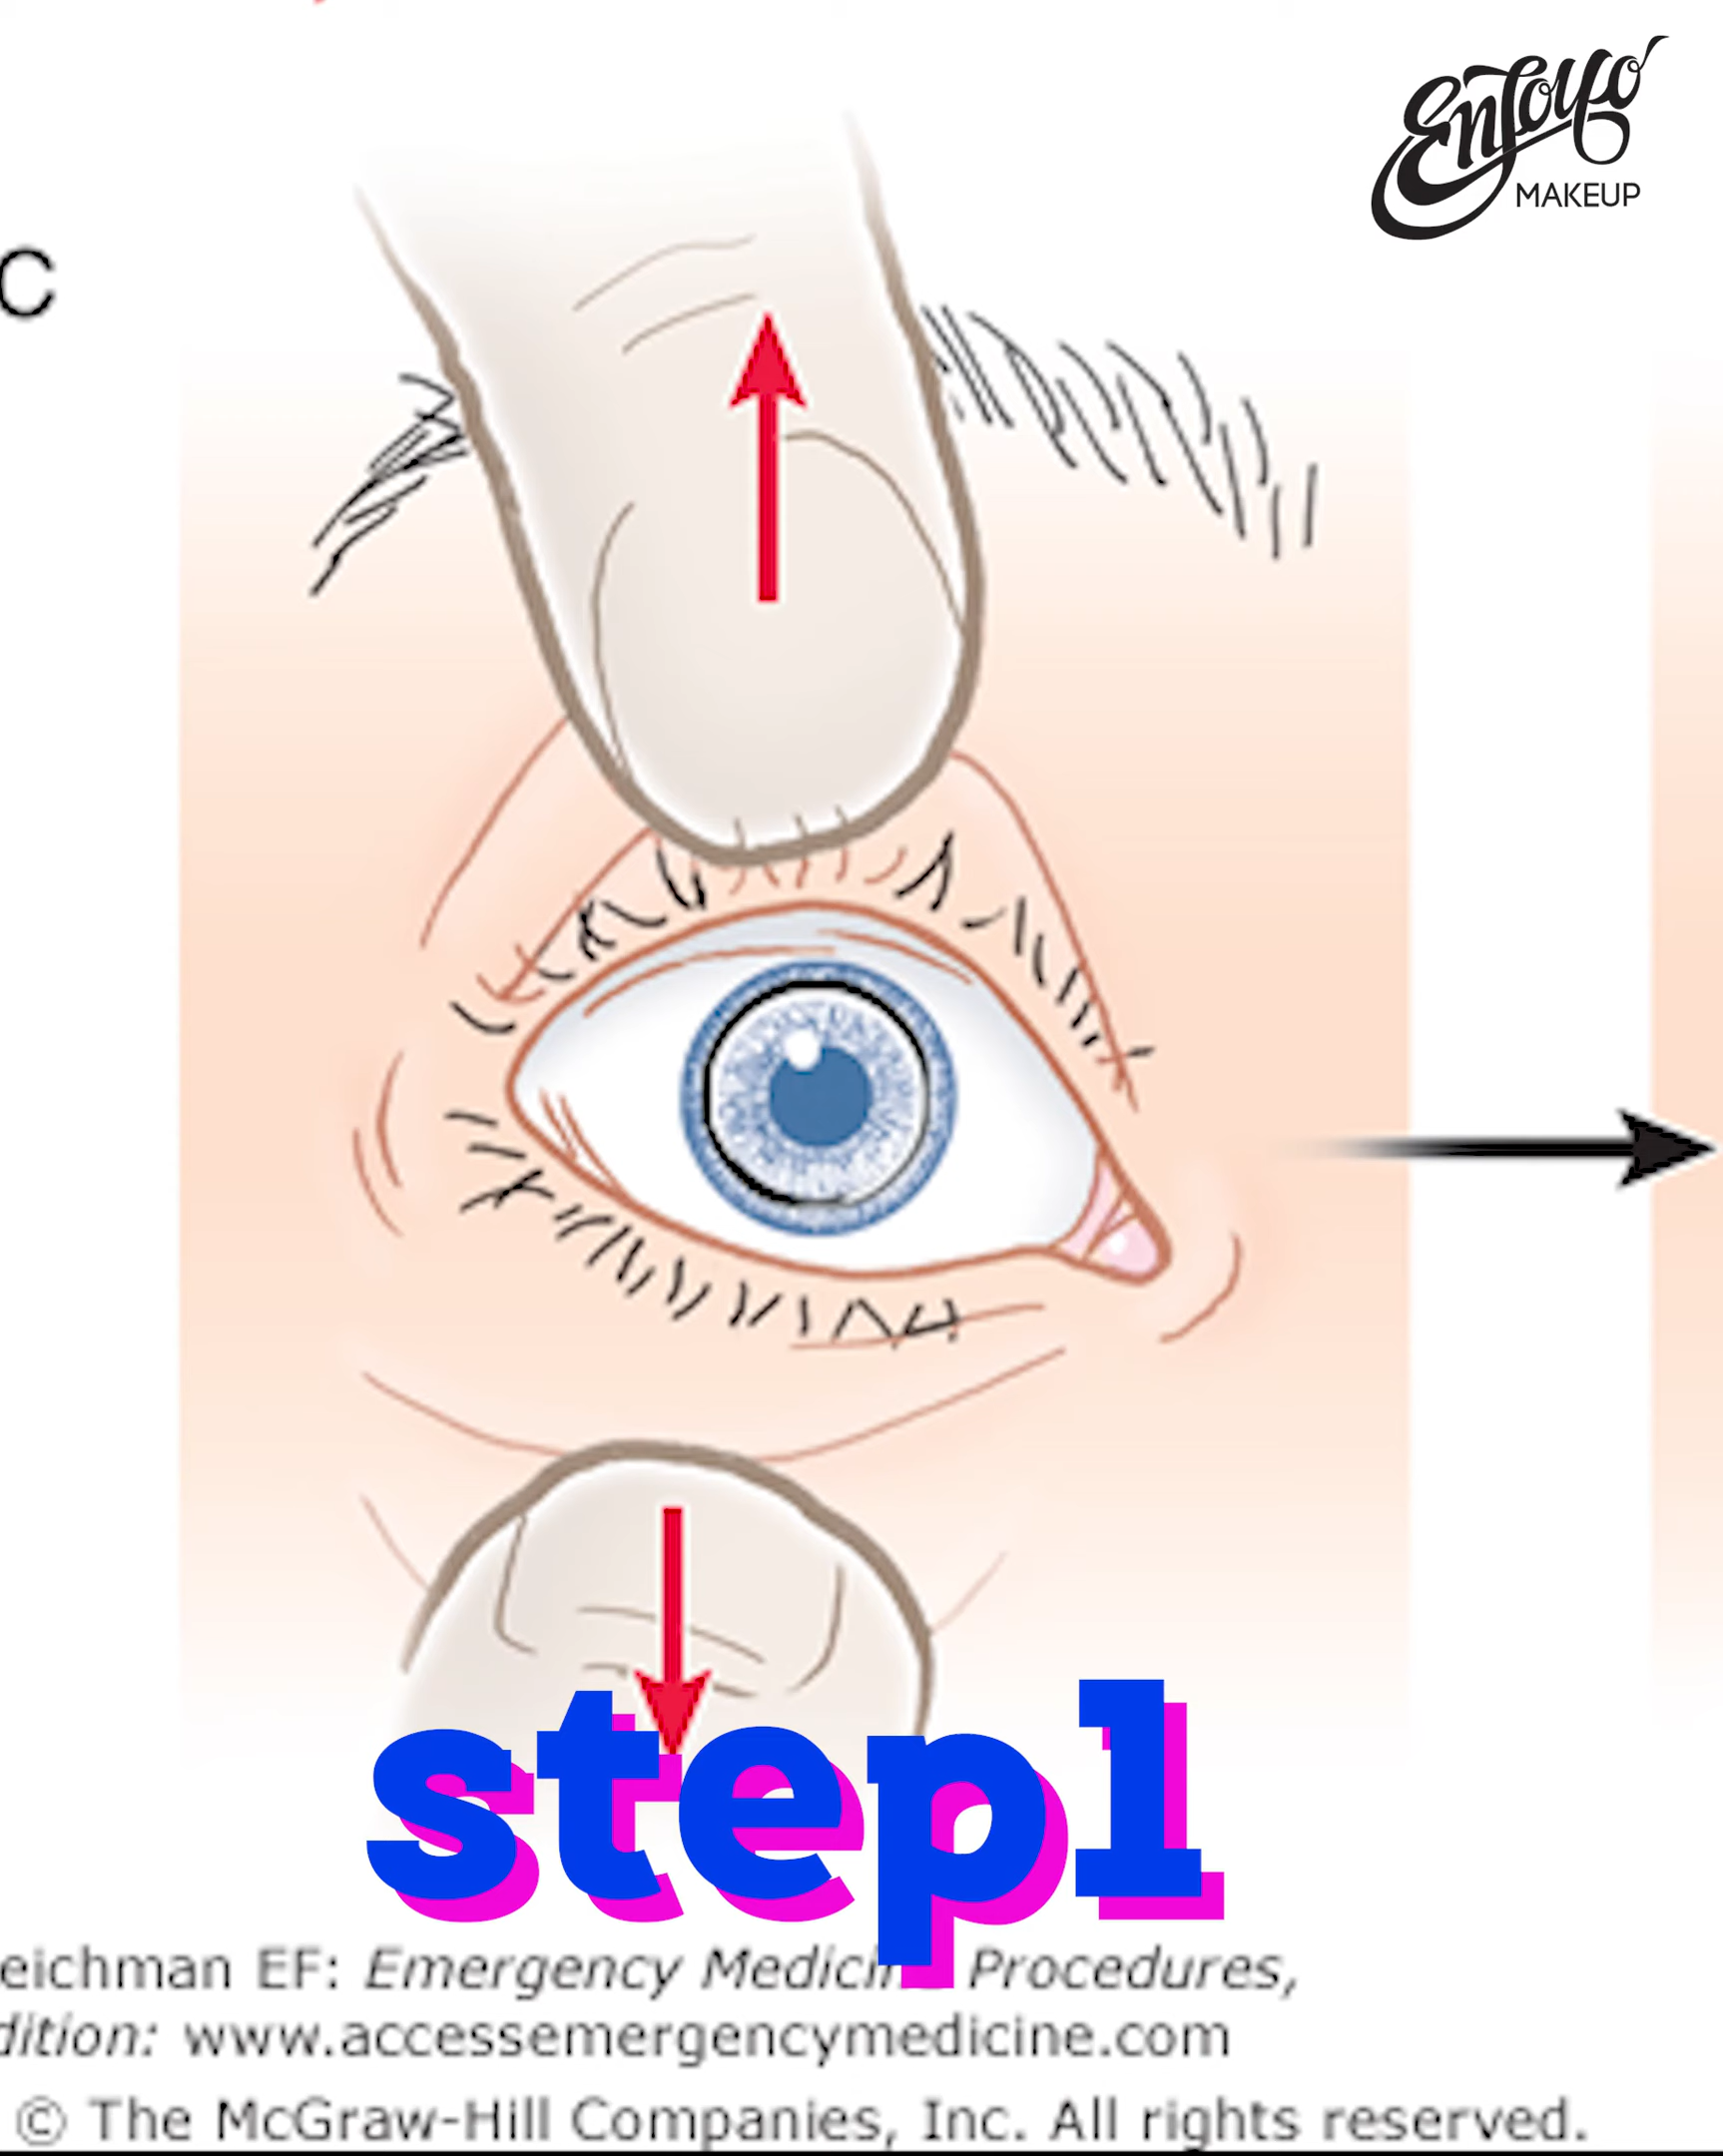 Enjoyo
MAKEUP
C
step1
eichman EF: Emergency Medicin Procedures,
dition: www.accessemergencymedicine.com
© The McGraw-Hill Companies, Inc. All rights reserved.